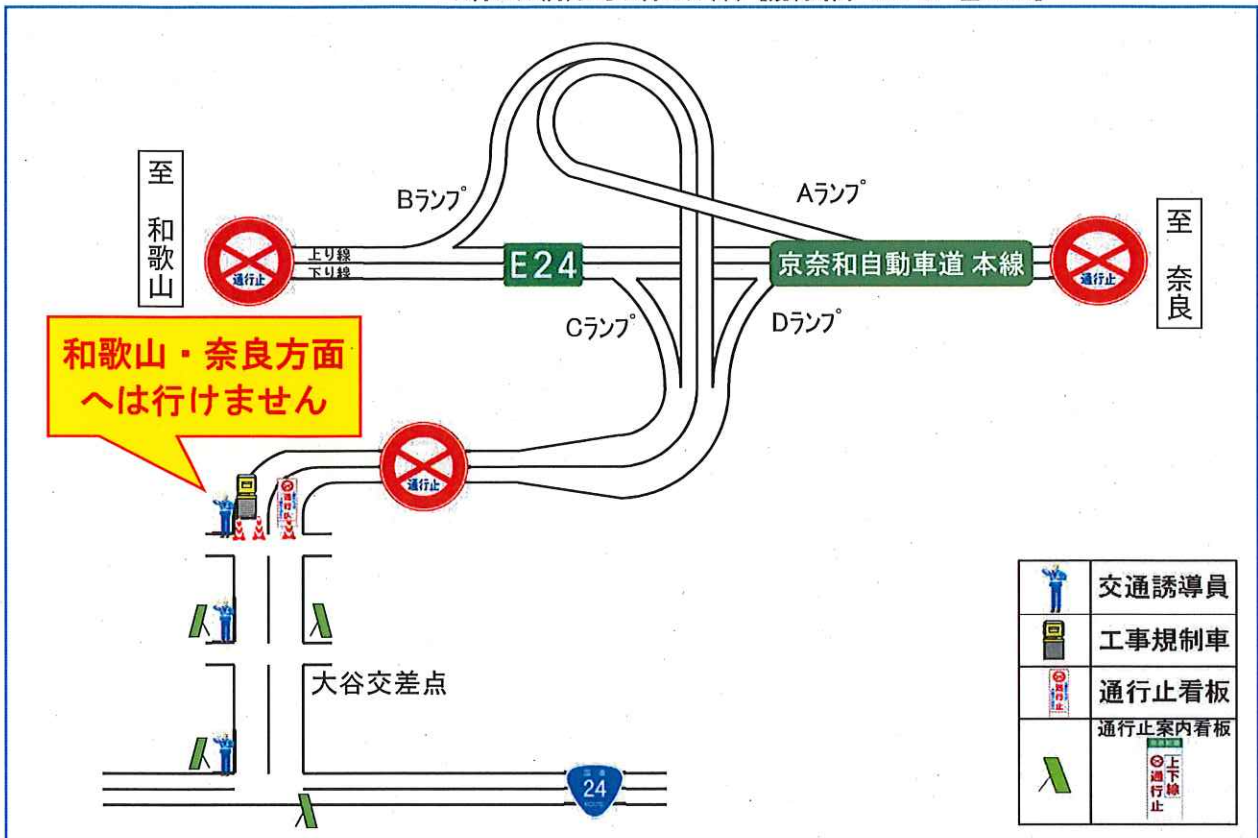 至 和歌山
通行止
上り線
下り線
Bランプ
E24
Aランプ
京奈和自動車道 本線
通行止
至 奈良
Cランプ
Dランプ
和歌山・奈良方面
へは行けません
通行止
通行止
大谷交差点
24
交通誘導員
工事規制車
通行止
通行止看板
通行止案内看板
上下線
通行止